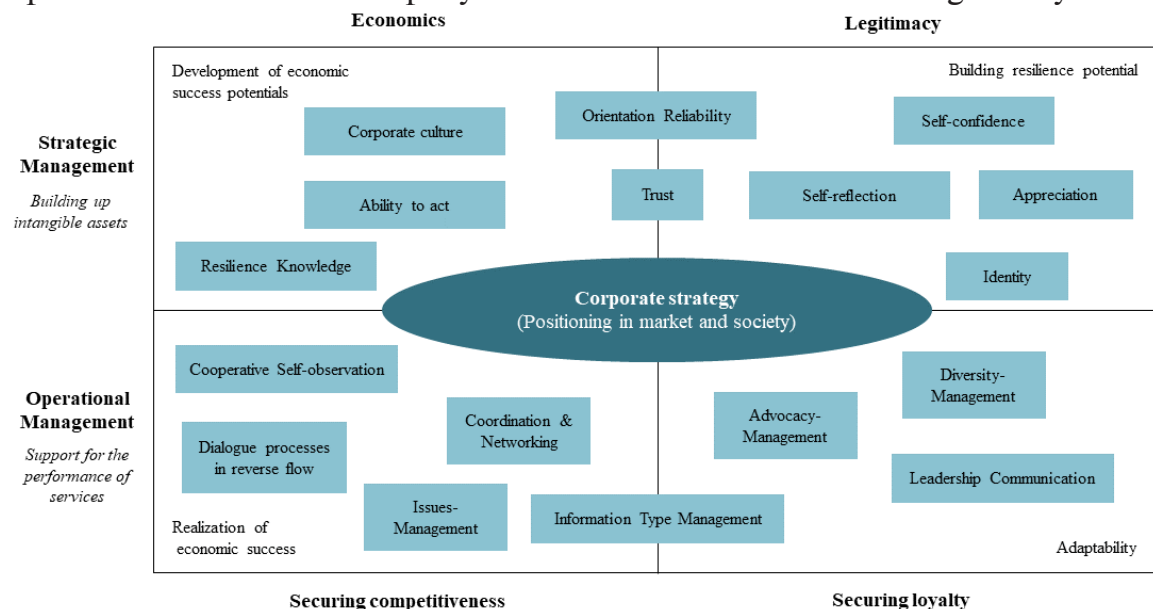 Economics
Legitimacy
Development of economic
success potentials
Building resilience potential
Corporate culture
Orientation Reliability
Self-confidence
Strategic
Management
Building up
intangible assets
Ability to act
Trust
Self-reflection
Appreciation
Resilience Knowledge
Identity
Corporate strategy
(Positioning in market and society)
Operational
Management
Support for the
performance of
services
Cooperative Self-observation
Diversity-
Management
Coordination &
Networking
Advocacy-
Management
Dialogue processes
in reverse flow
Leadership Communication
Issues-
Management
Information Type Management
Realization of
economic success
Adaptability
Securing competitiveness
Securing loyalty